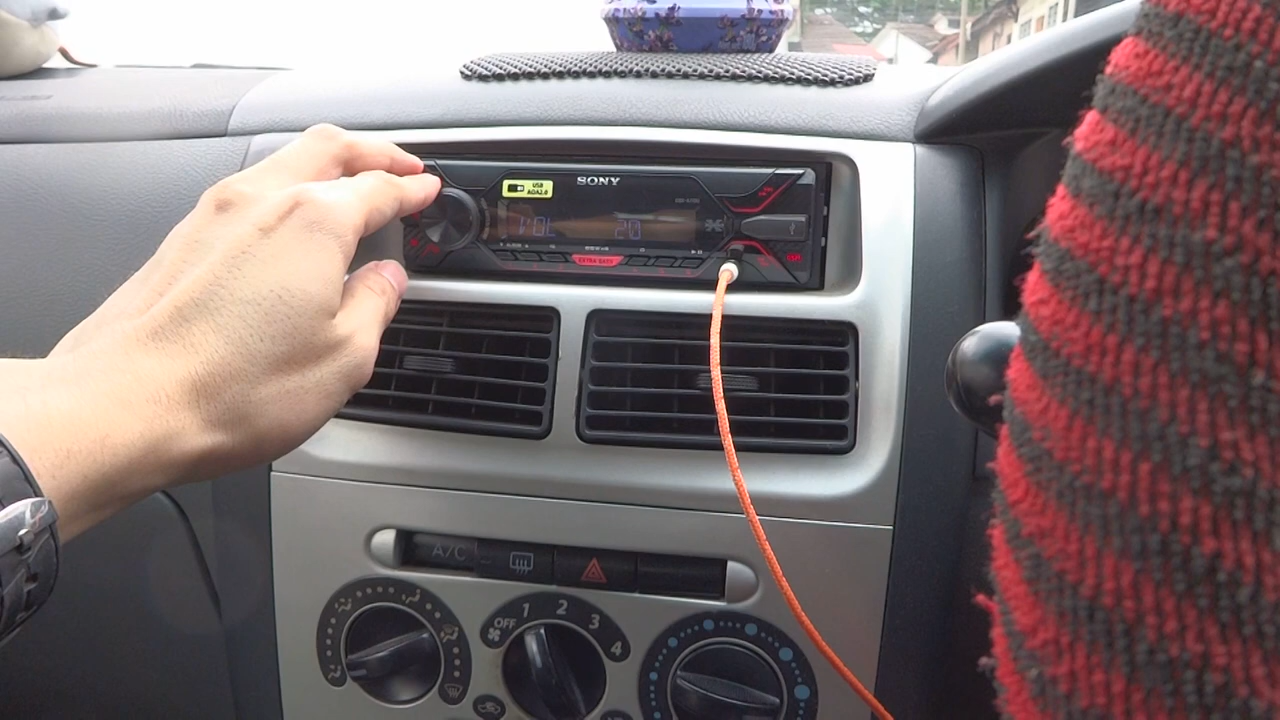 SONY
USB
AOA2.0
VOL 20
EXTRA BASS
A/C
OFF 1 2 3 4